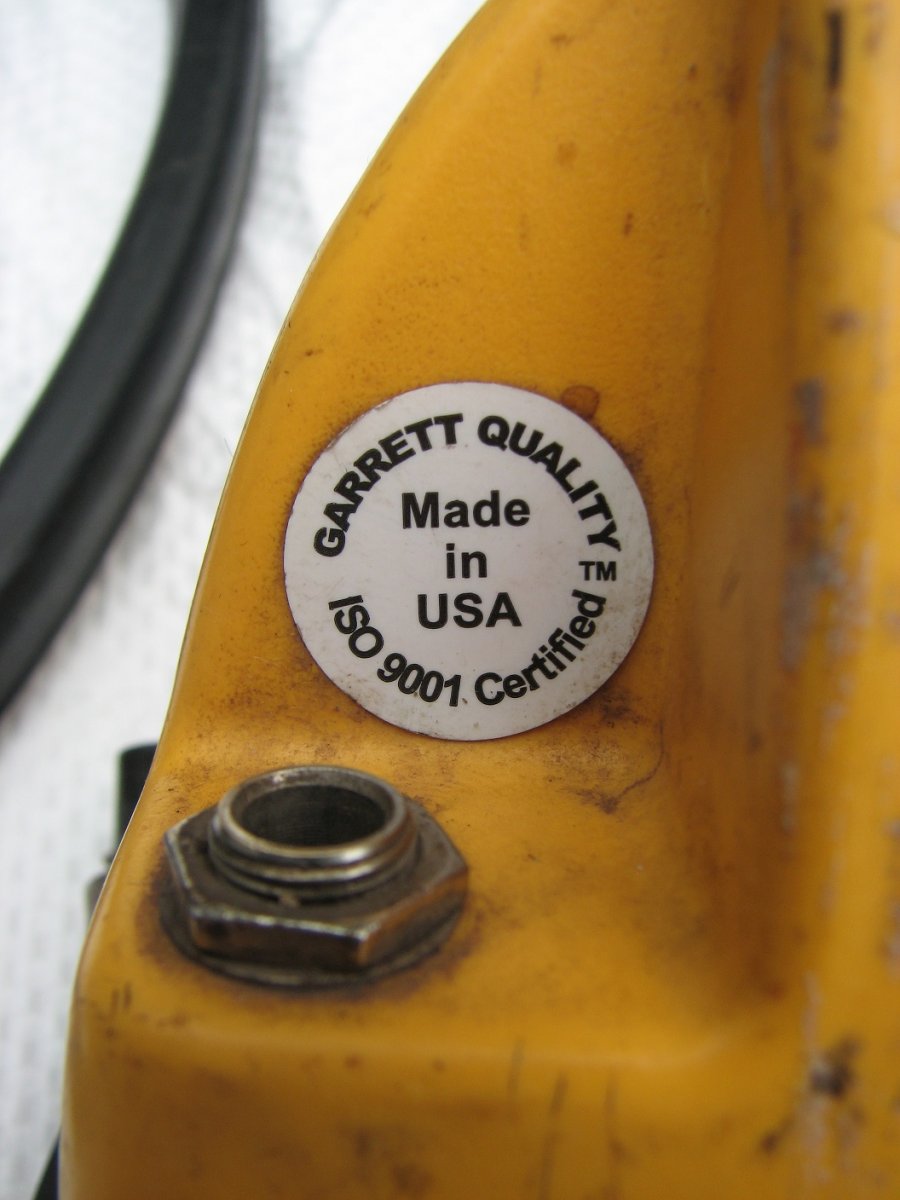 GARRETT QUALITY ™
Made
in
USA
ISO 9001 Certified